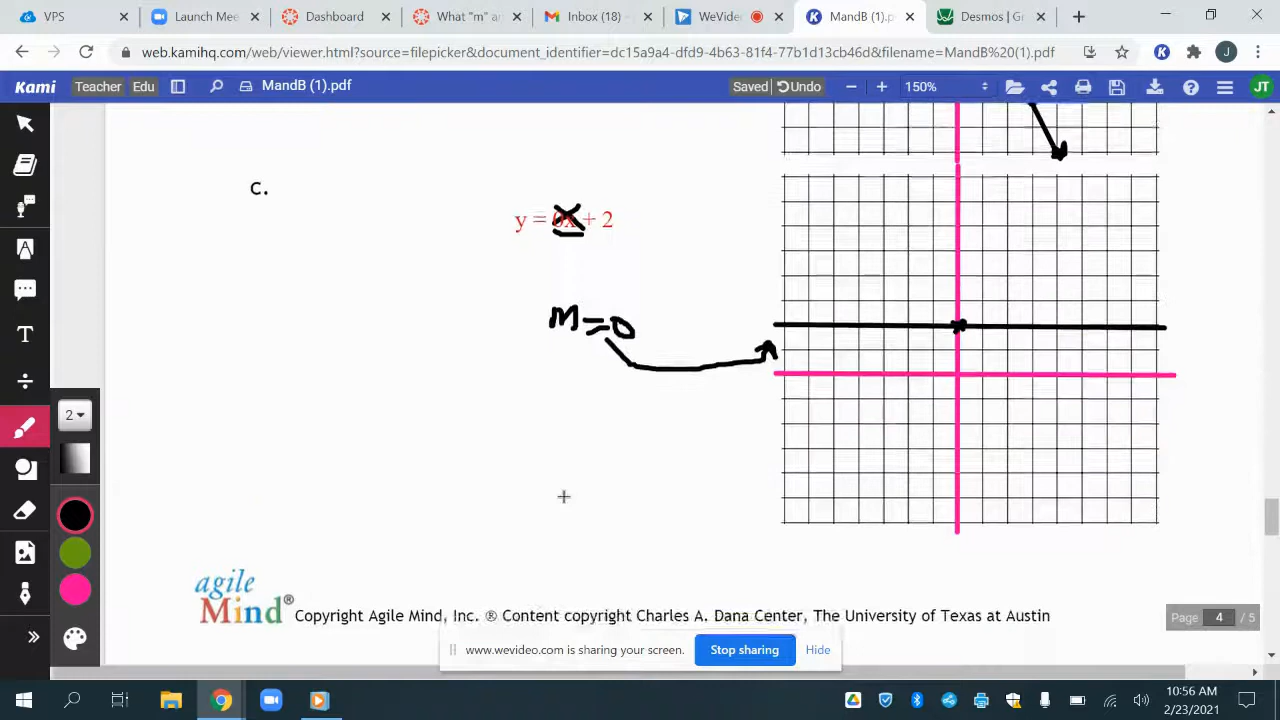 VPS
Launch Mee
Dashboard
What "m" ar
Inbox (18) -
WeVideo
MandB (1).p
Desmos | Gr
web.kamihq.com/web/viewer.html?source=filepicker&document_identifier=dc15a9a4-dfd9-4b63-81f4-77b1d13cb46d&filename=MandB%20(1).pdf
K
J
Kami
Teacher
Edu
MandB (1).pdf
Saved
Undo
150%
JT
c.
y = 0x + 2
M=0
2
agile
Mind®
Copyright Agile Mind, Inc. ® Content copyright Charles A. Dana Center, The University of Texas at Austin
Page 4 / 5
www.wevideo.com is sharing your screen.
Stop sharing
Hide
10:56 AM
2/23/2021